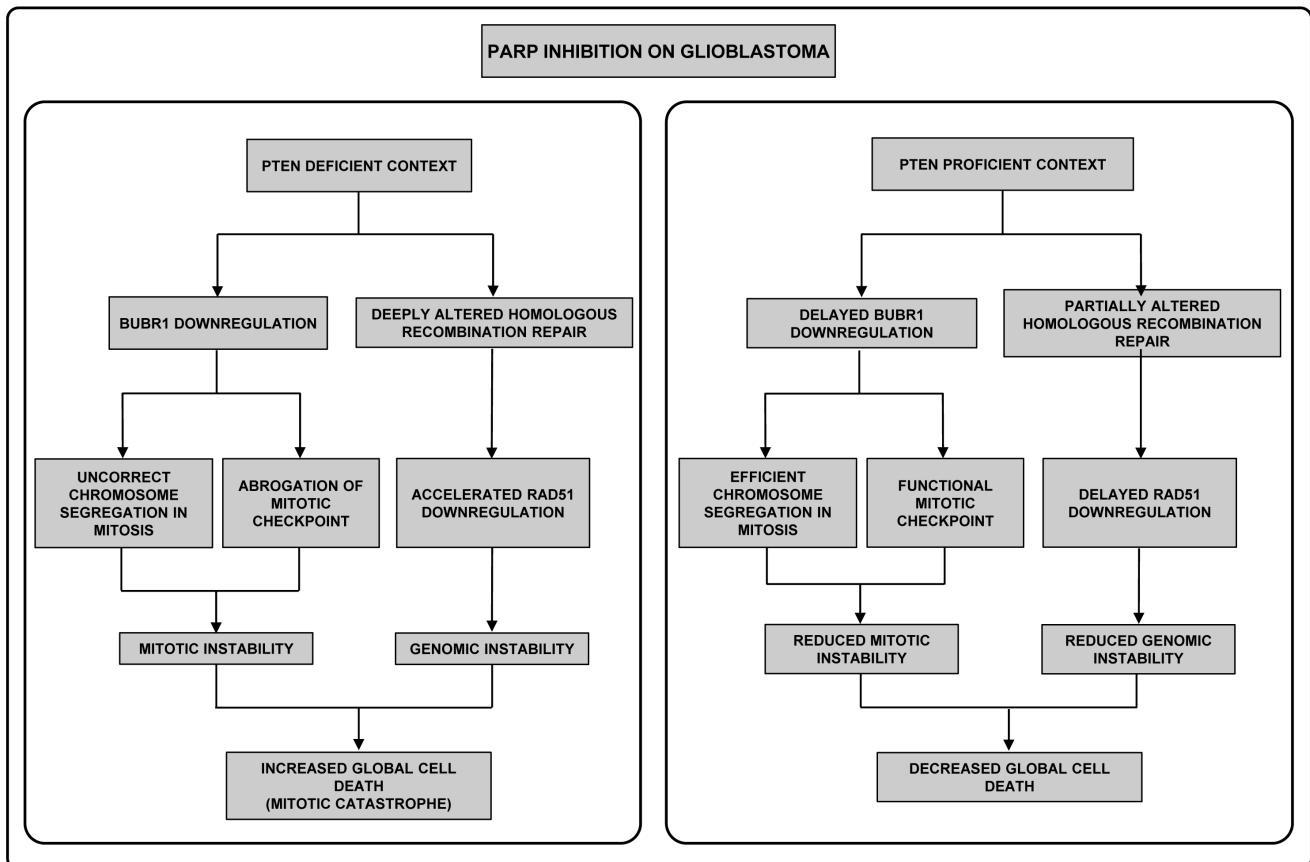 PARP INHIBITION ON GLIOBLASTOMA
PTEN DEFICIENT CONTEXT
BUBR1 DOWNREGULATION
DEEPLY ALTERED HOMOLOGOUS
RECOMBINATION REPAIR
UNCORRECT
CHROMOSOME
SEGREGATION IN
MITOSIS
ABROGATION OF
MITOTIC
CHECKPOINT
ACCELERATED RAD51
DOWNREGULATION
MITOTIC INSTABILITY
GENOMIC INSTABILITY
INCREASED GLOBAL CELL
DEATH
(MITOTIC CATASTROPHE)
PTEN PROFICIENT CONTEXT
DELAYED BUBR1
DOWNREGULATION
PARTIALLY ALTERED
HOMOLOGOUS RECOMBINATION
REPAIR
EFFICIENT
CHROMOSOME
SEGREGATION IN
MITOSIS
FUNCTIONAL
MITOTIC
CHECKPOINT
DELAYED RAD51
DOWNREGULATION
REDUCED MITOTIC
INSTABILITY
REDUCED GENOMIC
INSTABILITY
DECREASED GLOBAL CELL
DEATH